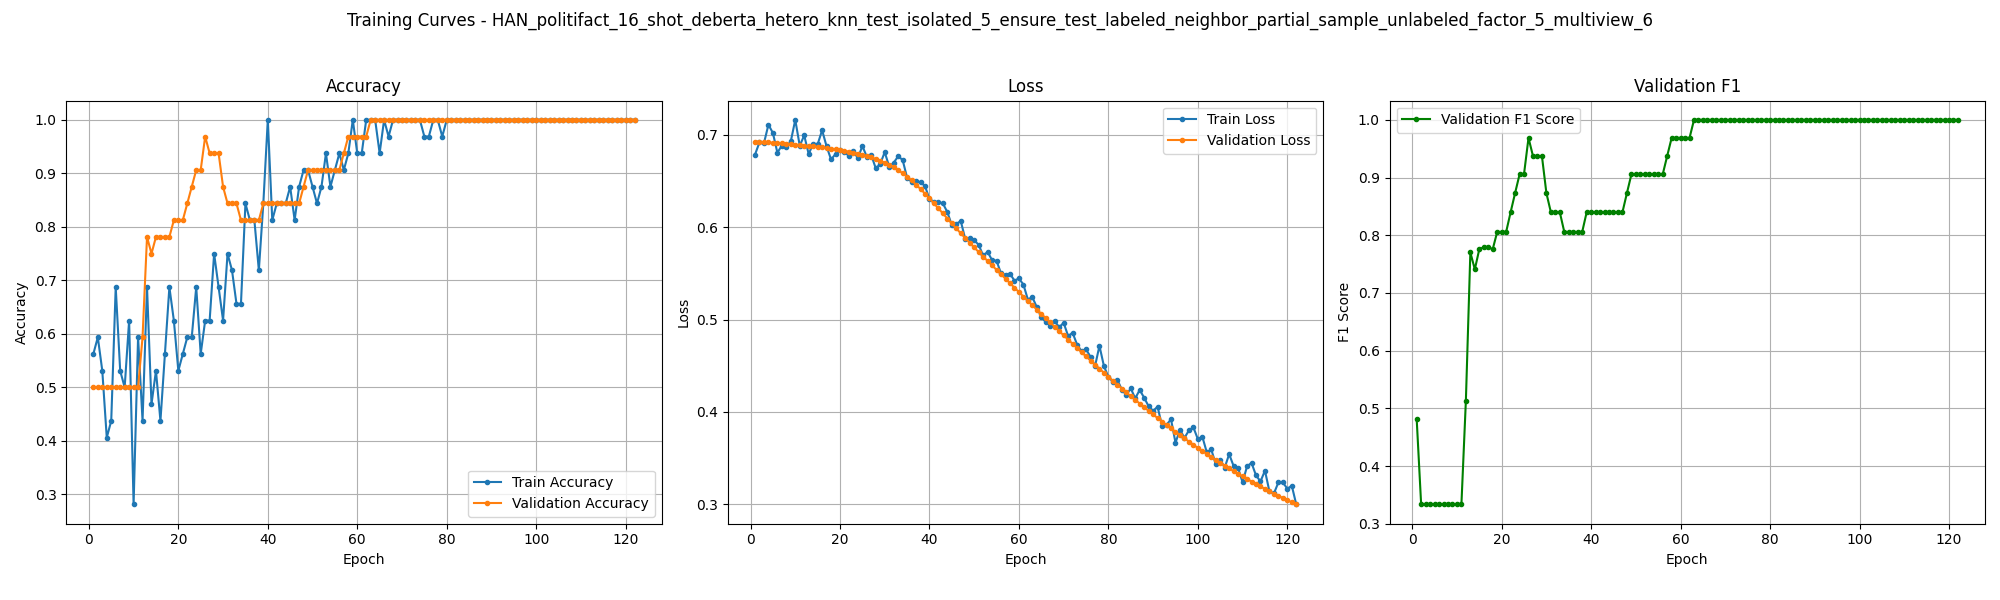 Training Curves - HAN_politifact_16_shot_deberta_hetero_knn_test_isolated_5_ensure_test_labeled_neighbor_partial_sample_unlabeled_factor_5_multiview_6
Accuracy
1.0
0.9
0.8
0.7
0.6
0.5
0.4
0.3
Accuracy
0 20 40 60 80 100 120
Epoch
Train Accuracy
Validation Accuracy
Loss
0.7
0.6
0.5
0.4
0.3
Loss
0 20 40 60 80 100 120
Epoch
Train Loss
Validation Loss
Validation F1
1.0
0.9
0.8
0.7
0.6
0.5
0.4
0.3
F1 Score
0 20 40 60 80 100 120
Epoch
Validation F1 Score